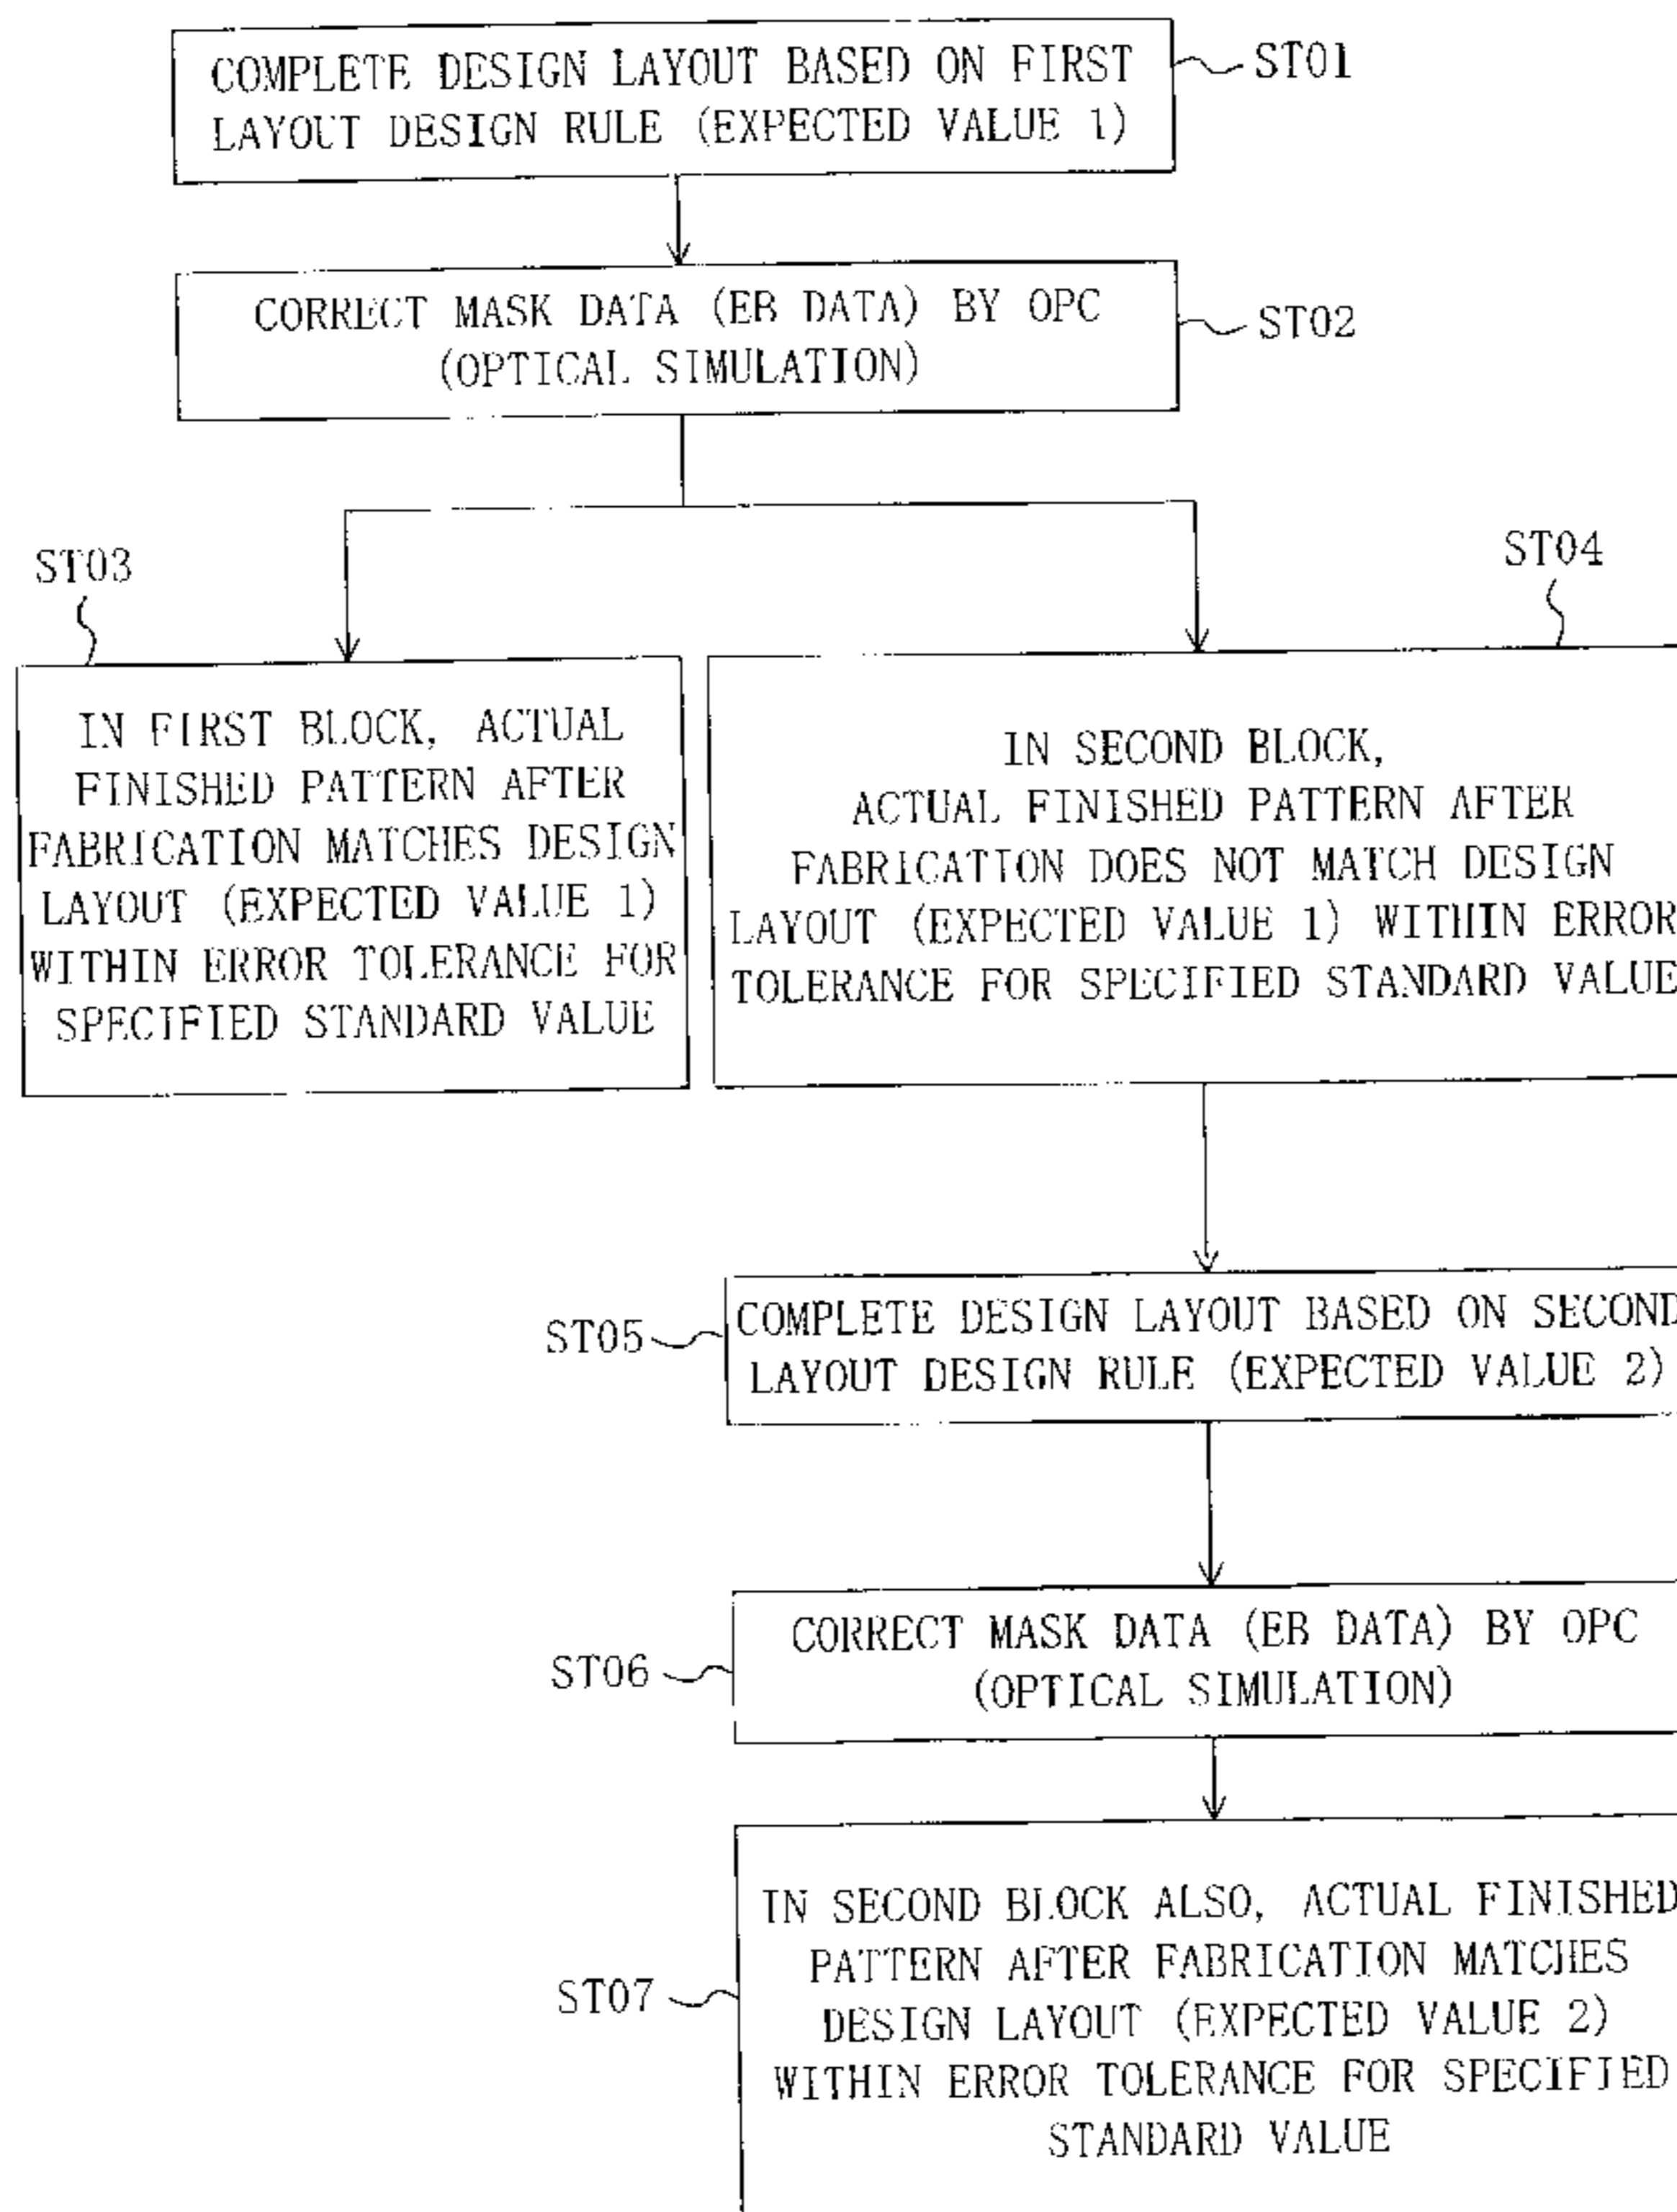 COMPLETE DESIGN LAYOUT BASED ON FIRST
LAYOUT DESIGN RULE (EXPECTED VALUE 1)
ST01
CORRECT MASK DATA (EB DATA) BY OPC
(OPTICAL SIMULATION)
ST02
ST03
IN FIRST BLOCK, ACTUAL
FINISHED PATTERN AFTER
FABRICATION MATCHES DESIGN
LAYOUT (EXPECTED VALUE 1)
WITHIN ERROR TOLERANCE FOR
SPECIFIED STANDARD VALUE
ST04
IN SECOND BLOCK,
ACTUAL FINISHED PATTERN AFTER
FABRICATION DOES NOT MATCH DESIGN
LAYOUT (EXPECTED VALUE 1) WITHIN ERROR
TOLERANCE FOR SPECIFIED STANDARD VALUE
ST05
COMPLETE DESIGN LAYOUT BASED ON SECOND
LAYOUT DESIGN RULE (EXPECTED VALUE 2)
ST06
CORRECT MASK DATA (EB DATA) BY OPC
(OPTICAL SIMULATION)
ST07
IN SECOND BLOCK ALSO, ACTUAL FINISHED
PATTERN AFTER FABRICATION MATCHES
DESIGN LAYOUT (EXPECTED VALUE 2)
WITHIN ERROR TOLERANCE FOR SPECIFIED
STANDARD VALUE